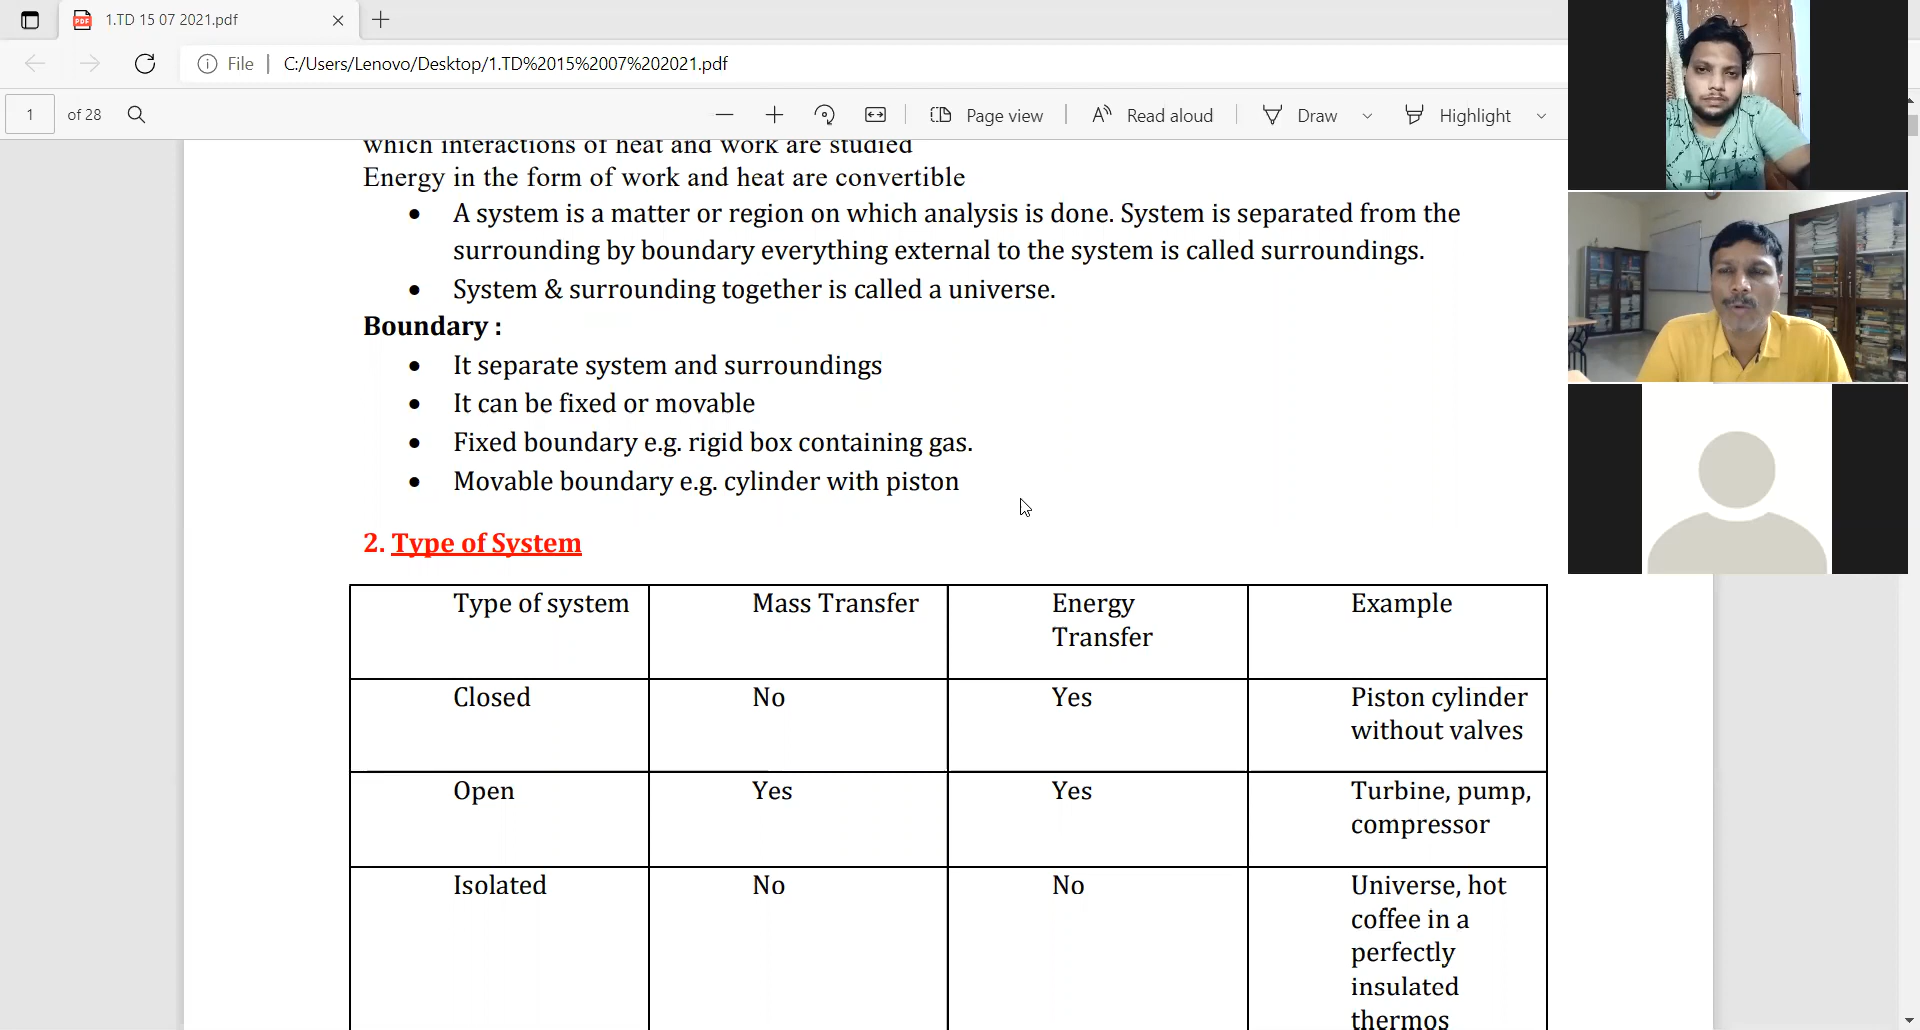 1.TD 15 07 2021.pdf
File | C:/Users/Lenovo/Desktop/1.TD%2015%2007%202021.pdf
1 of 28
Page view
Read aloud
Draw
Highlight
which interactions of heat and work are studied
Energy in the form of work and heat are convertible
• A system is a matter or region on which analysis is done. System is separated from the
surrounding by boundary everything external to the system is called surroundings.
• System & surrounding together is called a universe.
Boundary :
• It separate system and surroundings
• It can be fixed or movable
• Fixed boundary e.g. rigid box containing gas.
• Movable boundary e.g. cylinder with piston
2. Type of System
Type of system
Mass Transfer
Energy
Transfer
Example
Closed
No
Yes
Piston cylinder
without valves
Open
Yes
Yes
Turbine, pump,
compressor
Isolated
No
No
Universe, hot
coffee in a
perfectly
insulated
thermos